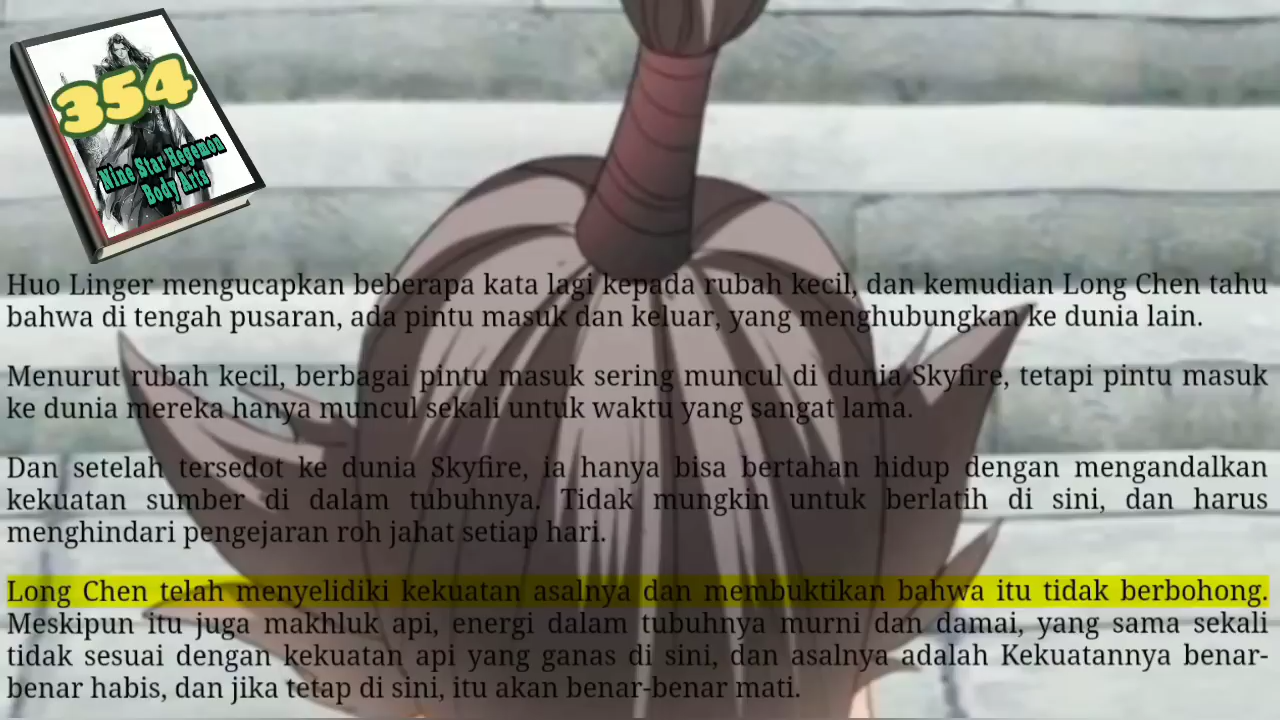 354
Nine Star Hegemon
Body Arts
Huo Linger mengucapkan beberapa kata lagi kepada rubah kecil, dan kemudian Long Chen tahu
bahwa di tengah pusaran, ada pintu masuk dan keluar, yang menghubungkan ke dunia lain.
Menurut rubah kecil, berbagai pintu masuk sering muncul di dunia Skyfire, tetapi pintu masuk
ke dunia mereka hanya muncul sekali untuk waktu yang sangat lama.
Dan setelah tersedot ke dunia Skyfire, ia hanya bisa bertahan hidup dengan mengandalkan
kekuatan sumber di dalam tubuhnya. Tidak mungkin untuk berlatih di sini, dan harus
menghindari pengejaran roh jahat setiap hari.
Long Chen telah menyelidiki kekuatan asalnya dan membuktikan bahwa itu tidak berbohong.
Meskipun itu juga makhluk api, energi dalam tubuhnya murni dan damai, yang sama sekali
tidak sesuai dengan kekuatan api yang ganas di sini, dan asalnya adalah Kekuatannya benar-
benar habis, dan jika tetap di sini, itu akan benar-benar mati.